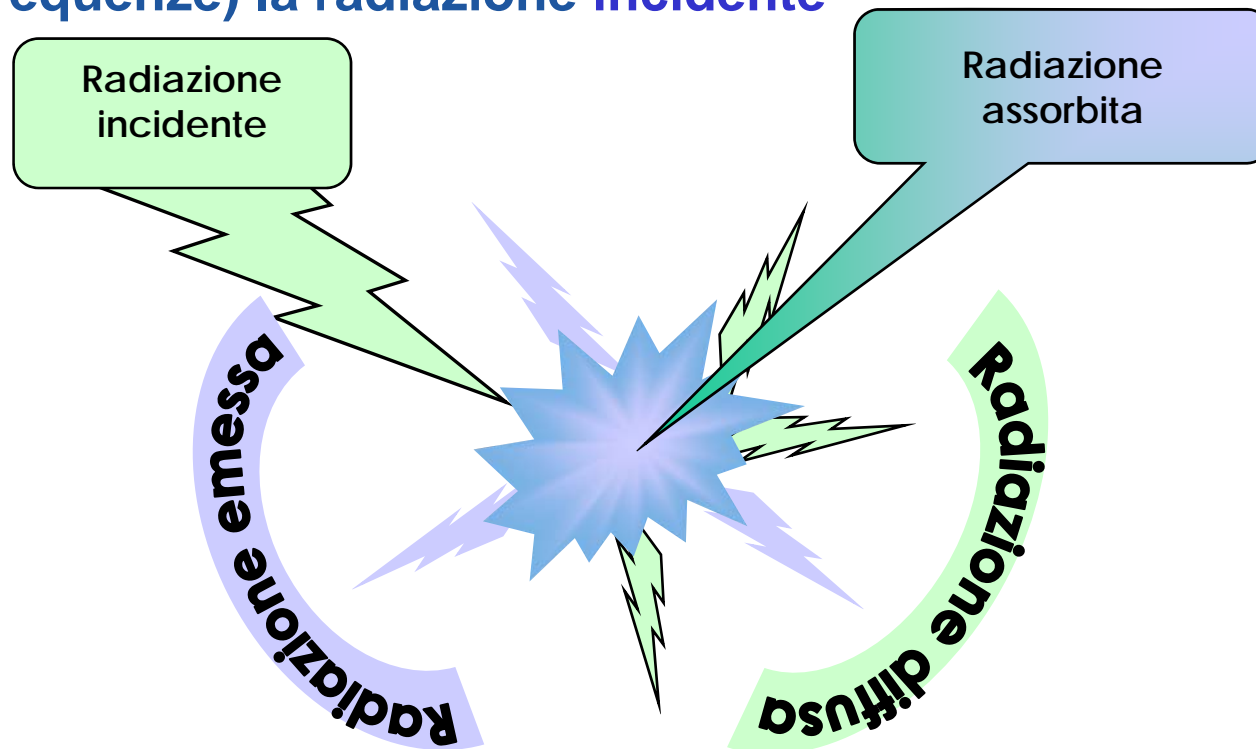 equenze) la radiazione incidente
Radiazione
incidente
Radiazione
assorbita
Radiazione emessa
Radiazione diffusa